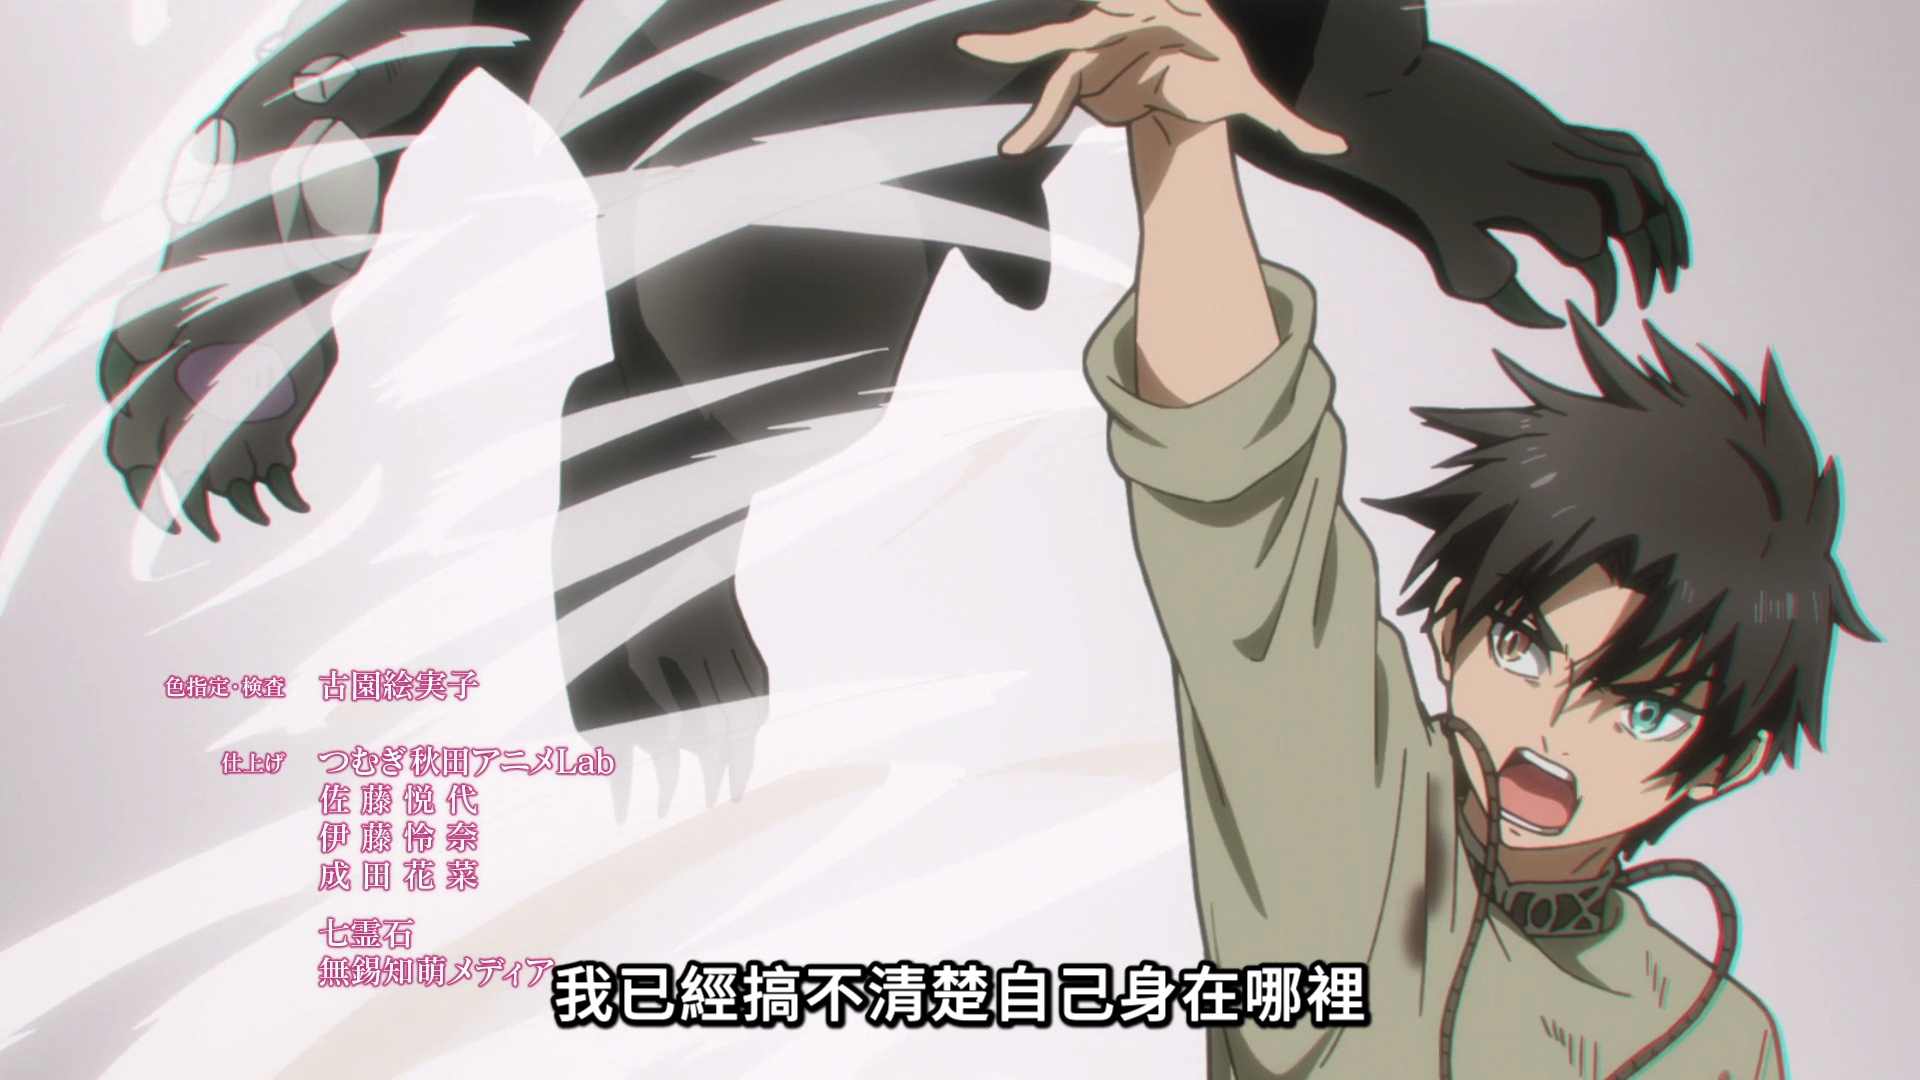 色指定・検査 古園絵実子
仕上げ つむぎ秋田アニメLab
佐藤悦代
伊藤怜奈
成田花菜
七霊石
無錫知萌メディア
我已經搞不清楚自己身在哪裡